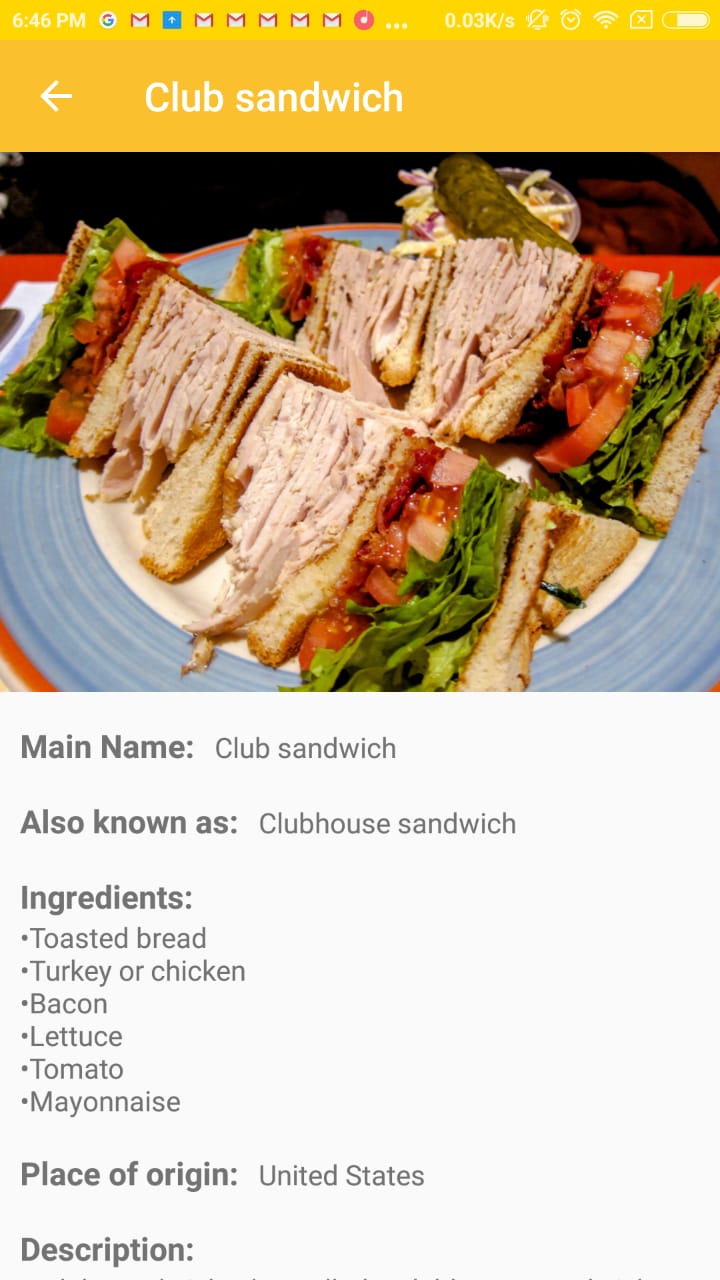 6:46 PM 0.03K/s
Club sandwich
Main Name: Club sandwich
Also known as: Clubhouse sandwich
Ingredients:
•Toasted bread
•Turkey or chicken
•Bacon
•Lettuce
•Tomato
•Mayonnaise
Place of origin: United States
Description: